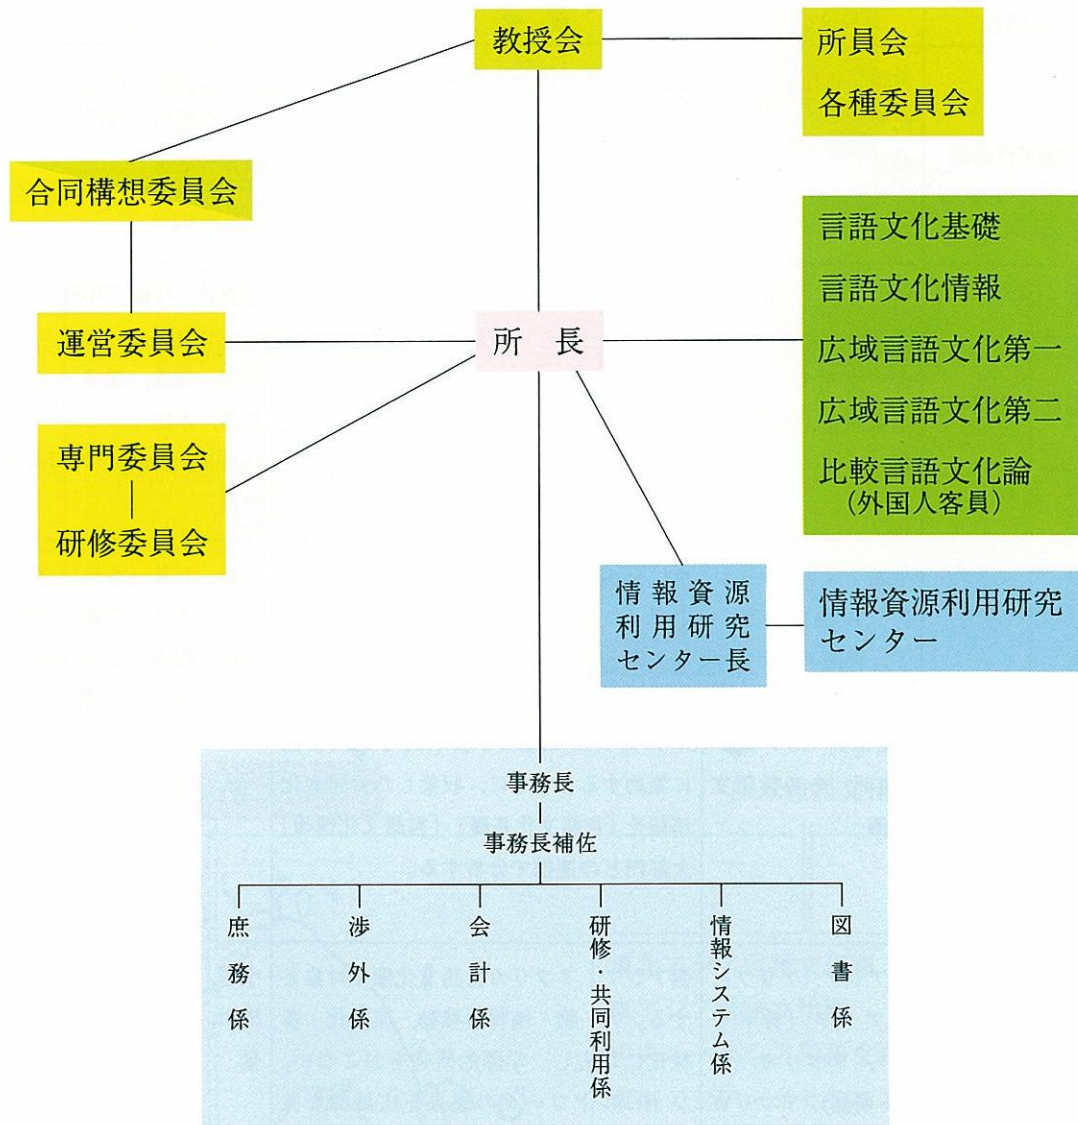 教授会
所員会
各種委員会
合同構想委員会
言語文化基礎
言語文化情報
広域言語文化第一
広域言語文化第二
比較言語文化論
(外国人客員)
運営委員会
所 長
専門委員会
研修委員会
情報資源
利用研究
センター長
情報資源利用研究
センター
事務長
事務長補佐
庶務係
渉外係
会計係
研修・共同利用係
情報システム係
図書係